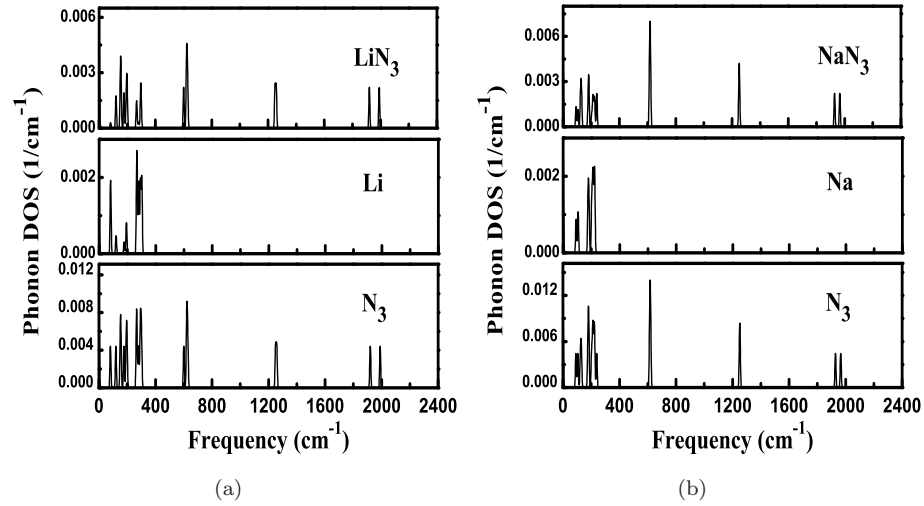 0.006
0.003
0.000
LiN3
0.002
0.000
Li
0.012
0.008
0.004
0.000
N3
0 400 800 1200 1600 2000 2400
Frequency (cm-1)
Phonon DOS (1/cm-1)
(a)
0.006
0.003
0.000
NaN3
0.002
0.000
Na
0.012
0.006
0.000
N3
0 400 800 1200 1600 2000 2400
Frequency (cm-1)
Phonon DOS (1/cm-1)
(b)